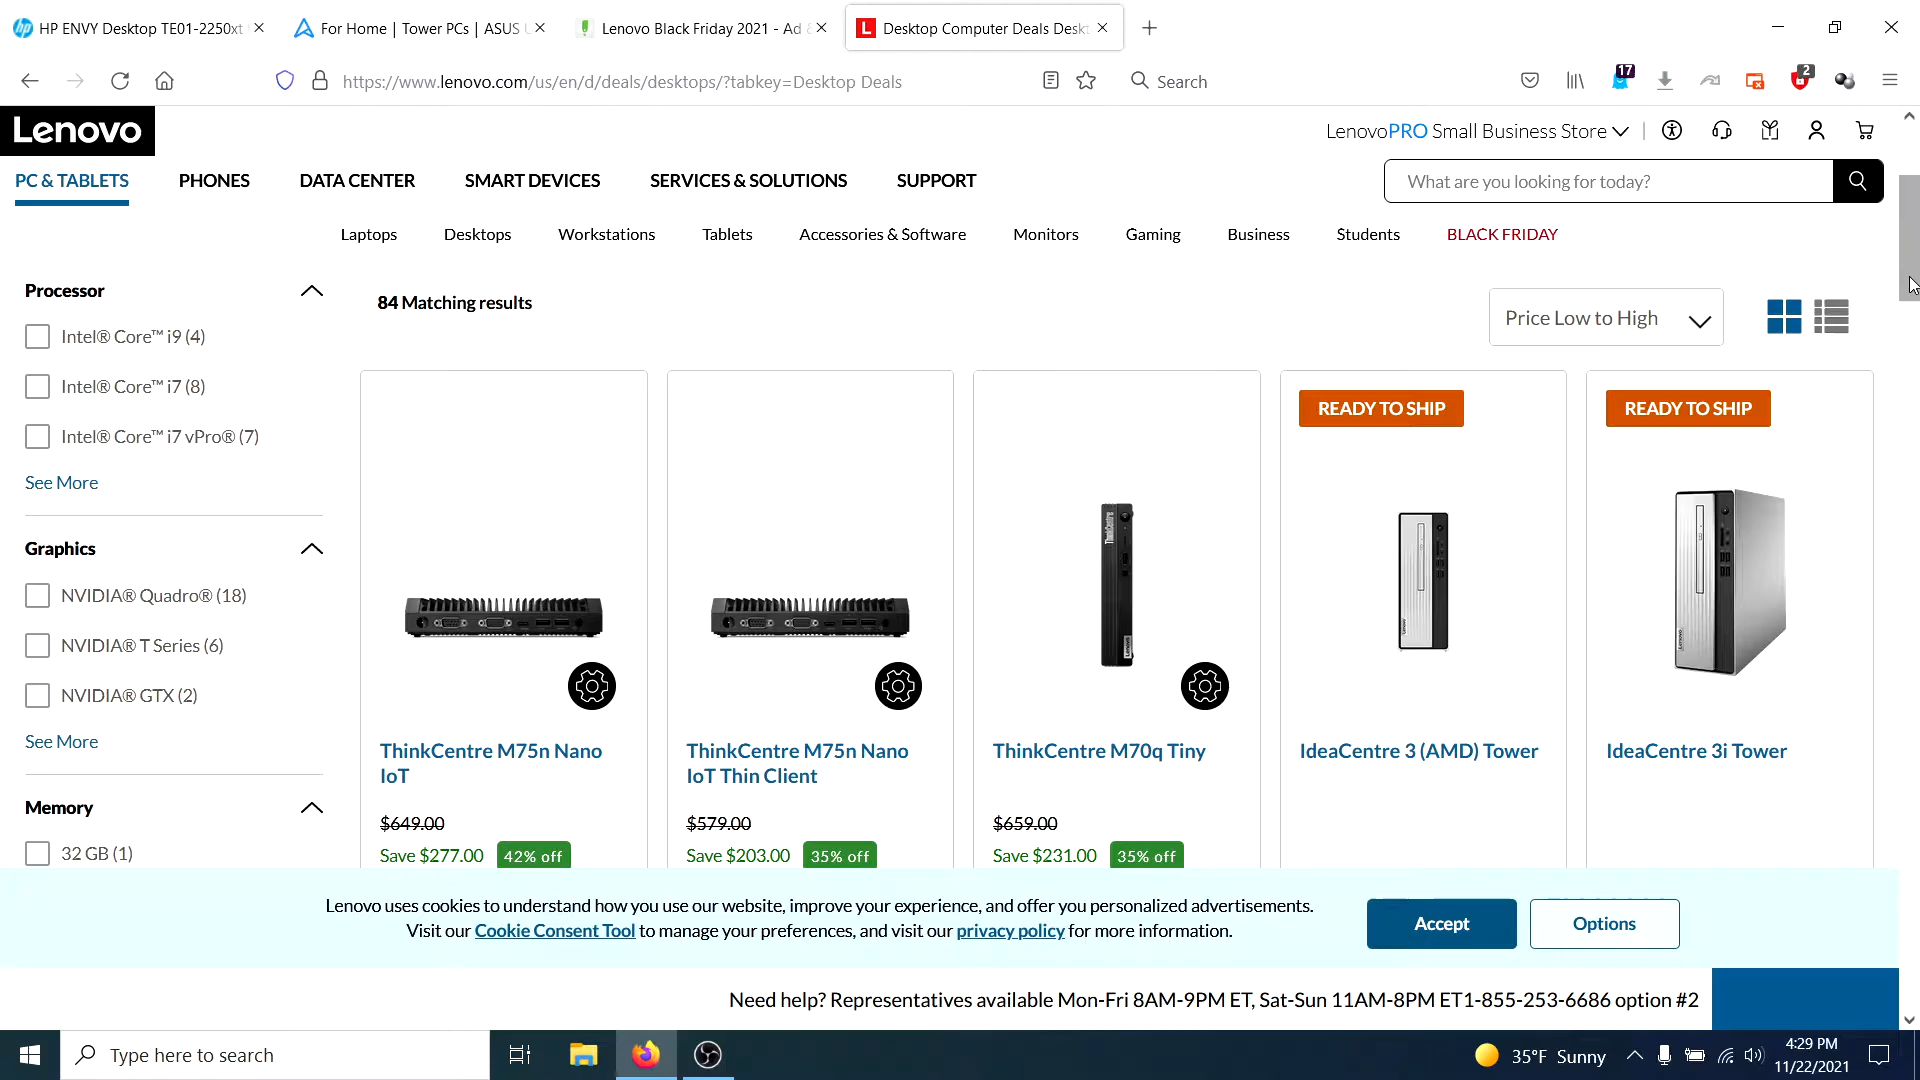 HP ENVY Desktop TE01-2250xt
For Home | Tower PCs | ASUS
Lenovo Black Friday 2021 - Ad
Desktop Computer Deals Deskt
https://www.lenovo.com/us/en/d/deals/desktops/?tabkey=Desktop Deals
Search
17
2
Lenovo
LenovoPRO Small Business Store
PC & TABLETS
PHONES
DATA CENTER
SMART DEVICES
SERVICES & SOLUTIONS
SUPPORT
What are you looking for today?
Laptops
Desktops
Workstations
Tablets
Accessories & Software
Monitors
Gaming
Business
Students
BLACK FRIDAY
Processor
Intel® Core™ i9 (4)
Intel® Core™ i7 (8)
Intel® Core™ i7 vPro® (7)
See More
Graphics
NVIDIA® Quadro® (18)
NVIDIA® T Series (6)
NVIDIA® GTX (2)
See More
Memory
32 GB (1)
84 Matching results
Price Low to High
READY TO SHIP
READY TO SHIP
ThinkCentre
Lenovo
Lenovo
Lenovo
ThinkCentre M75n Nano
IoT
$649.00
Save $277.00 42% off
ThinkCentre M75n Nano
IoT Thin Client
$579.00
Save $203.00 35% off
ThinkCentre M70q Tiny
$659.00
Save $231.00 35% off
IdeaCentre 3 (AMD) Tower
IdeaCentre 3i Tower
Lenovo uses cookies to understand how you use our website, improve your experience, and offer you personalized advertisements.
Visit our Cookie Consent Tool to manage your preferences, and visit our privacy policy for more information.
Accept
Options
Need help? Representatives available Mon-Fri 8AM-9PM ET, Sat-Sun 11AM-8PM ET1-855-253-6686 option #2
Type here to search
35°F Sunny
4:29 PM
11/22/2021